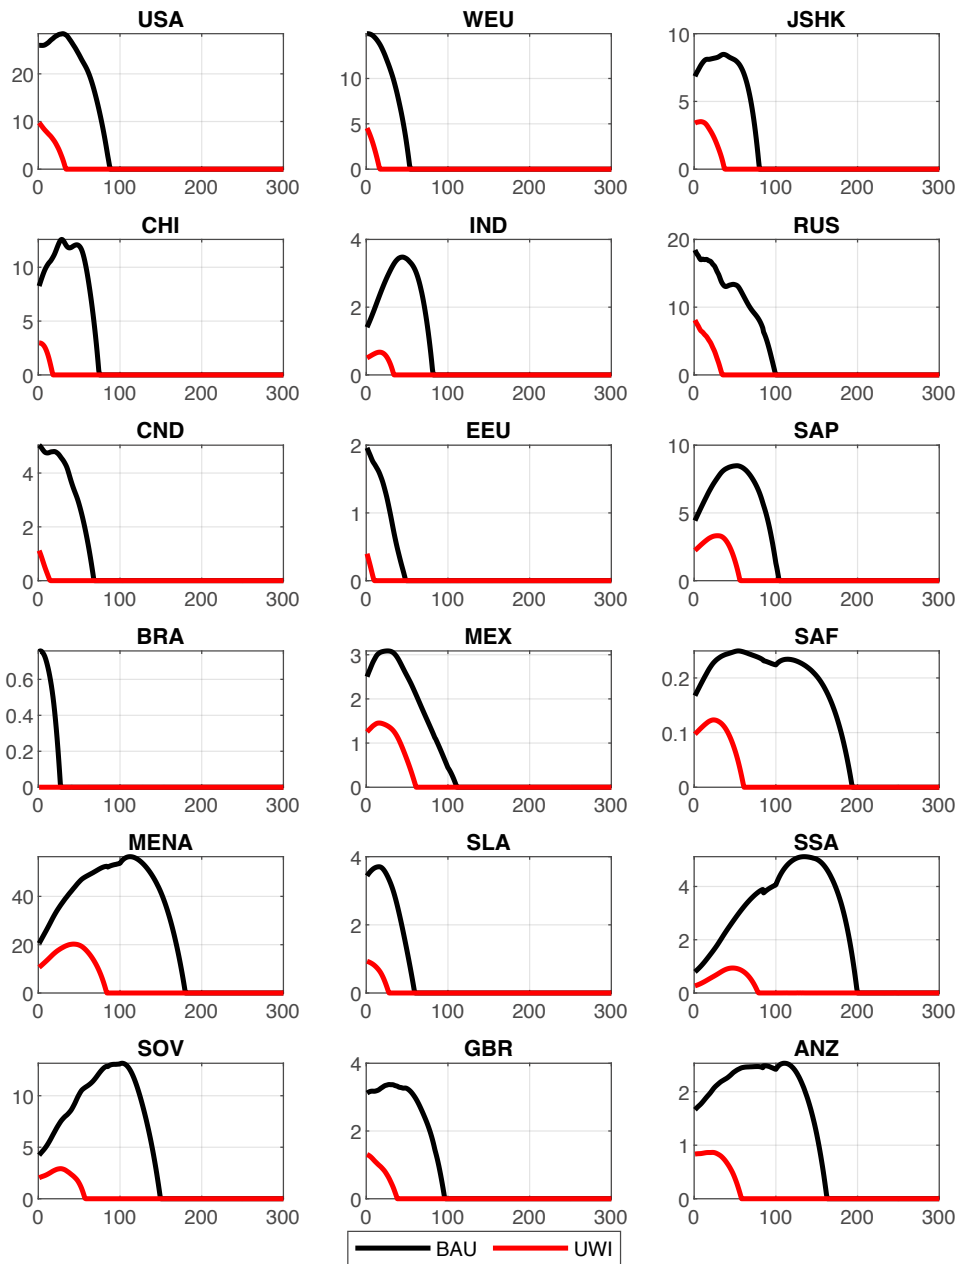 USA WEU JSHK
20
10
0
0 100 200 300
15
10
5
0
0 100 200 300
10
5
0
0 100 200 300
CHI IND RUS
10
5
0
0 100 200 300
4
2
0
0 100 200 300
20
10
0
0 100 200 300
CND EEU SAP
4
2
0
0 100 200 300
2
1
0
0 100 200 300
10
5
0
0 100 200 300
BRA MEX SAF
0.6
0.4
0.2
0
0 100 200 300
3
2
1
0
0 100 200 300
0.2
0.1
0
0 100 200 300
MENA SLA SSA
40
20
0
0 100 200 300
4
2
0
0 100 200 300
4
2
0
0 100 200 300
SOV GBR ANZ
10
5
0
0 100 200 300
4
2
0
0 100 200 300
2
1
0
0 100 200 300
BAU UWI